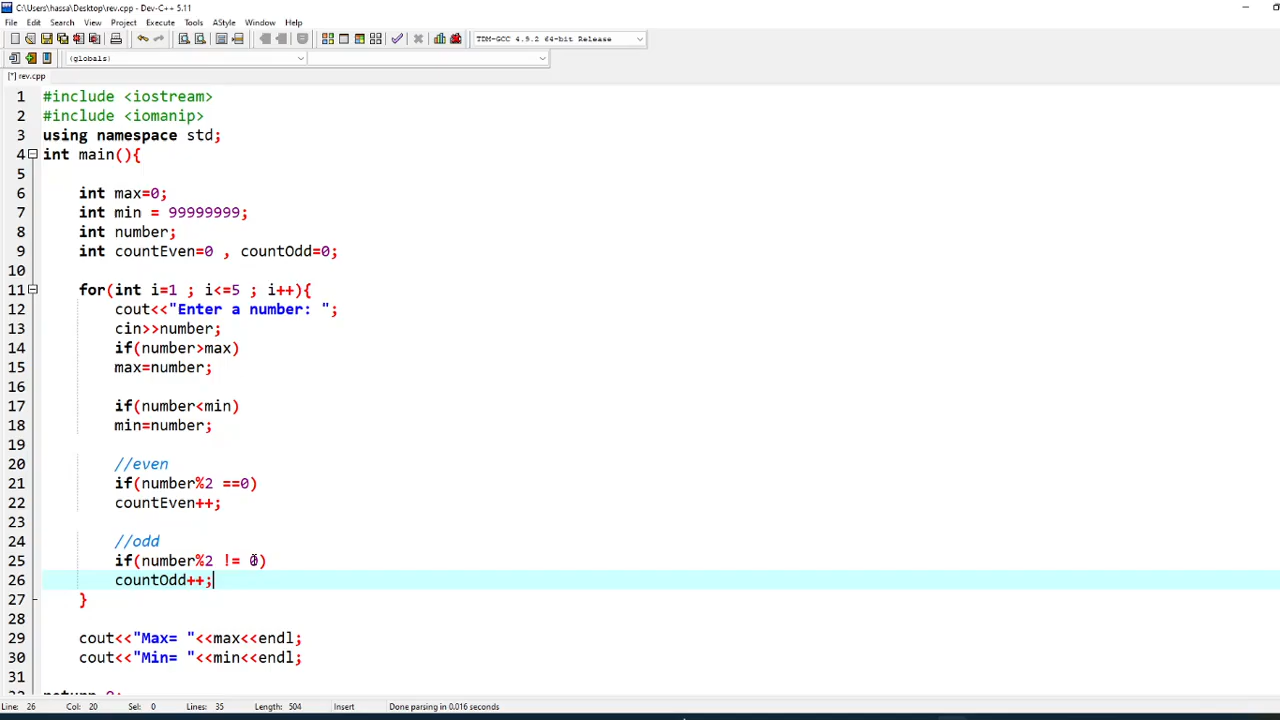 C:\Users\hassa\Desktop\rev.cpp - Dev-C++ 5.11
File Edit Search View Project Execute Tools AStyle Window Help
TDM-GCC 4.9.2 64-bit Release
(globals)
[*] rev.cpp
1 #include <iostream>
2 #include <iomanip>
3 using namespace std;
4 int main(){
5
6 int max=0;
7 int min = 99999999;
8 int number;
9 int countEven=0 , countOdd=0;
10
11 for(int i=1 ; i<=5 ; i++){
12 cout<<"Enter a number: ";
13 cin>>number;
14 if(number>max)
15 max=number;
16
17 if(number<min)
18 min=number;
19
20 //even
21 if(number%2 ==0)
22 countEven++;
23
24 //odd
25 if(number%2 != 0)
26 countOdd++;
27 }
28
29 cout<<"Max= "<<max<<endl;
30 cout<<"Min= "<<min<<endl;
31
32 return 0;
Line: 26 Col: 20 Sel: 0 Lines: 35 Length: 504 Insert Done parsing in 0.016 seconds